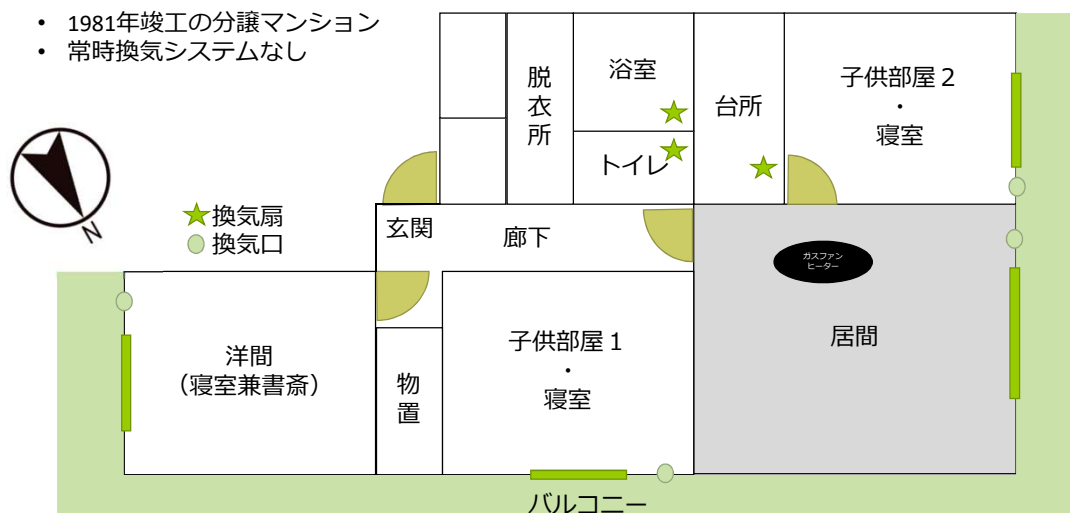 • 1981年竣工の分譲マンション
• 常時換気システムなし
脱
衣
所
浴室
トイレ
台所
子供部屋２
・
寝室
N
★換気扇
換気口
玄関
廊下
ガスファン
ヒーター
居間
洋間
（寝室兼書斎）
物
置
子供部屋１
・
寝室
バルコニー